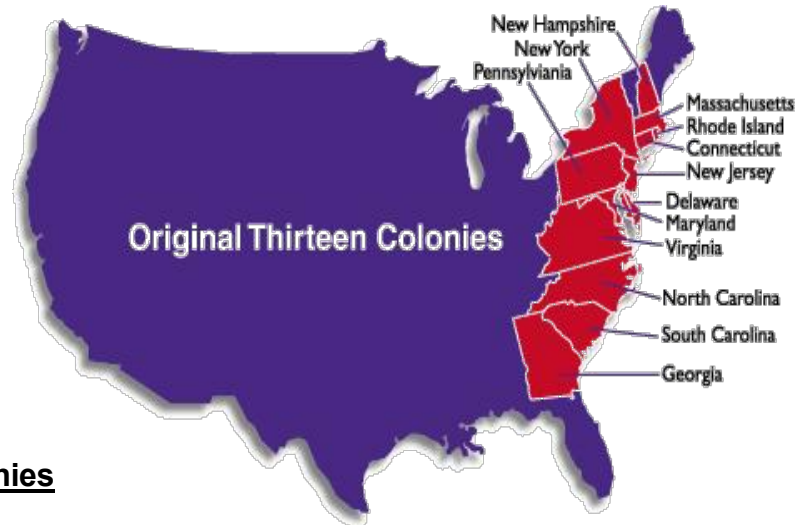 New Hampshire
New York
Pennsylviania
Massachusetts
Rhode Island
Connecticut
New Jersey
Delaware
Maryland
Virginia
Original Thirteen Colonies
North Carolina
South Carolina
Georgia
nies